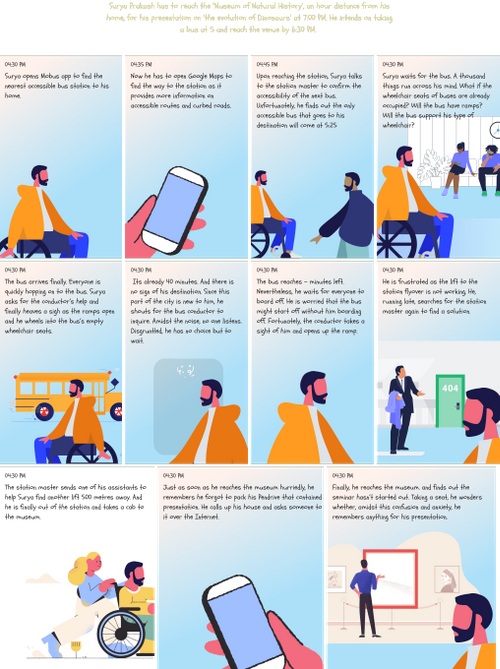 Surya Prakash has to reach the 'Museum of Natural History', an hour distance from his
home, for his presentation on 'the evolution of Dinosaurs' at 7:00 PM. He intends on taking
a bus at 5 and reach the venue by 6:30 PM.
04:30 PM
Surya opens Mobus app to find the
nearest accessible bus station to his
home.
04:35 PM
Now he has to open Google Maps to
find the way to the station as it
provides more information on
accessible routes and curbed roads.
04:45 PM
Upon reaching the station, Surya talks
to the station master to confirm the
accessibility of the next bus.
Unfortunately, he finds out the only
accessible bus that goes to his
destination will come at 5:25
04:30 PM
Surya waits for the bus. A thousand
things run across his mind. What if the
wheelchair seats of buses are already
occupied? Will the bus have ramps?
Will the bus support his type of
wheelchair?
04:30 PM
The bus arrives finally. Everyone is
quickly hopping on to the bus. Surya
asks for the conductor's help and
finally heaves a sigh as the ramps open
and he wheels into the bus's empty
wheelchair seats.
04:30 PM
Its already 40 minutes. And there is
no sign of his destination. Since this
part of the city is new to him, he
shouts for the bus conductor to
inquire. Amidst the noise, no one listens.
Disgruntled, he has no choice but to
wait.
04:30 PM
The bus reaches - minutes late.
Nevertheless, he waits for everyone to
board off. He is worried that the bus
might start off without him boarding
off. Fortunately, the conductor takes a
sight of him and opens up the ramp.
04:30 PM
He is frustrated as the lift to the
station flyover is not working. He,
running late, searches for the station
master again to find a solution.
404
04:30 PM
The station master sends one of his assistants to
help Surya find another lift 500 metres away. And
he is finally out of the station and takes a cab to
the museum.
04:30 PM
Just as soon as he reaches the museum hurriedly, he
remembers he forgot to pack his Pendrive that contained
presentation. He calls up his house and asks someone to
it over the Internet.
04:30 PM
Finally, he reaches the museum, and finds out the
seminar hasn't started out. Taking a seat, he wonders
whether, amidst this confusion and anxiety, he
remembers anything for his presentation.